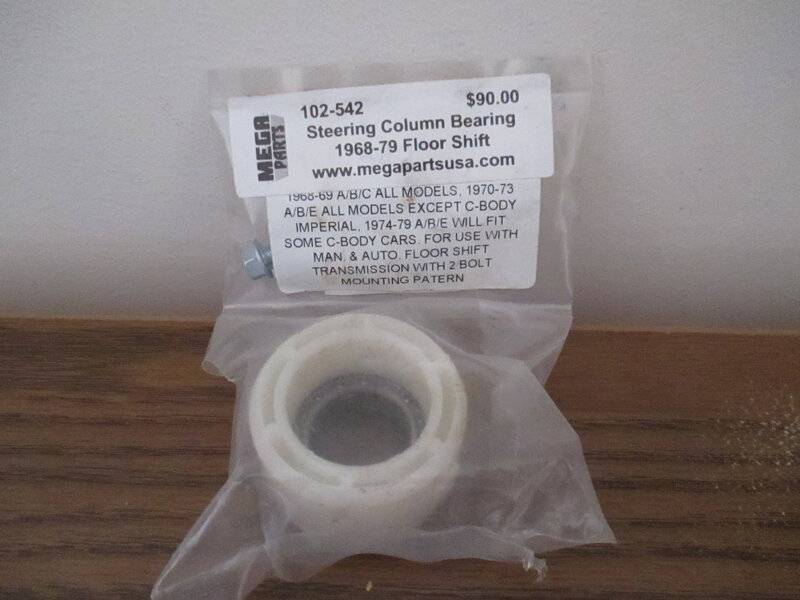 MEGA PARTS
102-542 $90.00
Steering Column Bearing
1968-79 Floor Shift
www.megapartsusa.com
1968-69 A/B/C ALL MODELS, 1970-73
A/B/E ALL MODELS EXCEPT C-BODY
IMPERIAL, 1974-79 A/B/E WILL FIT
SOME C-BODY CARS. FOR USE WITH
MAN. & AUTO. FLOOR SHIFT
TRANSMISSION WITH 2 BOLT
MOUNTING PATERN